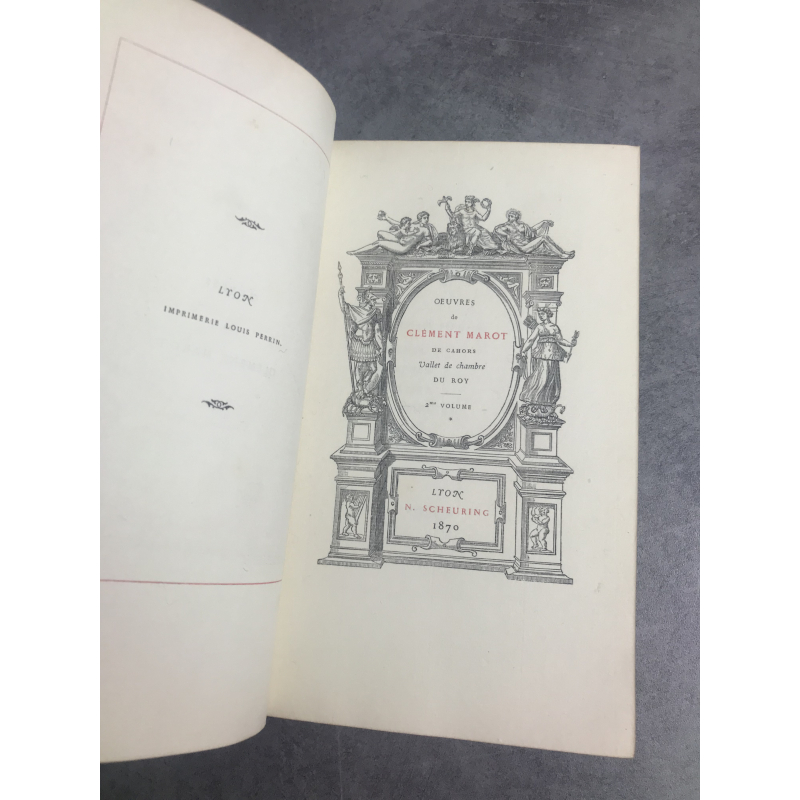 LYON
IMPRIMERIE LOUIS PERRIN.
OEUVRES
de
CLÉMENT MAROT
DE CAHORS
Vallet de chambre
DU ROY
2me VOLUME
*
LYON
N. SCHEURING
1870